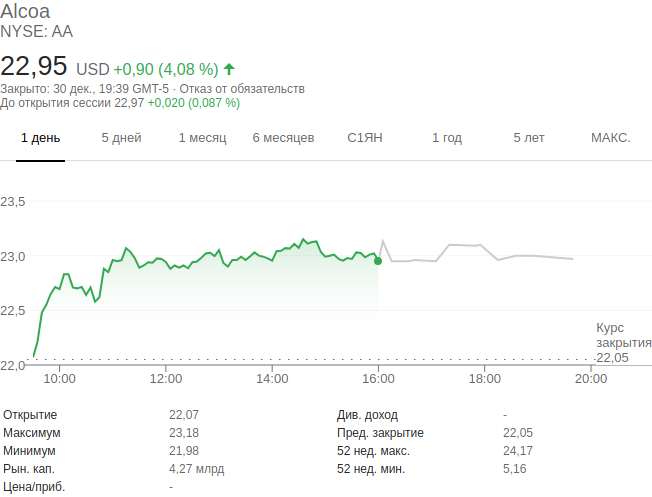 Alcoa
NYSE: AA
22,95 USD +0,90 (4,08 %)
Закрыто: 30 дек., 19:39 GMT-5 · Отказ от обязательств
До открытия сессии 22,97 +0,020 (0,087 %)
1 день 5 дней 1 месяц 6 месяцев С1ЯН 1 год 5 лет МАКС.
23,5
23,0
22,5
Курс
закрытия
22,05
22,0
10:00 12:00 14:00 16:00 18:00 20:00
Открытие 22,07 Див. доход -
Максимум 23,18 Пред. закрытие 22,05
Минимум 21,98 52 нед. макс. 24,17
Рын. кап. 4,27 млрд 52 нед. мин. 5,16
Цена/приб. -